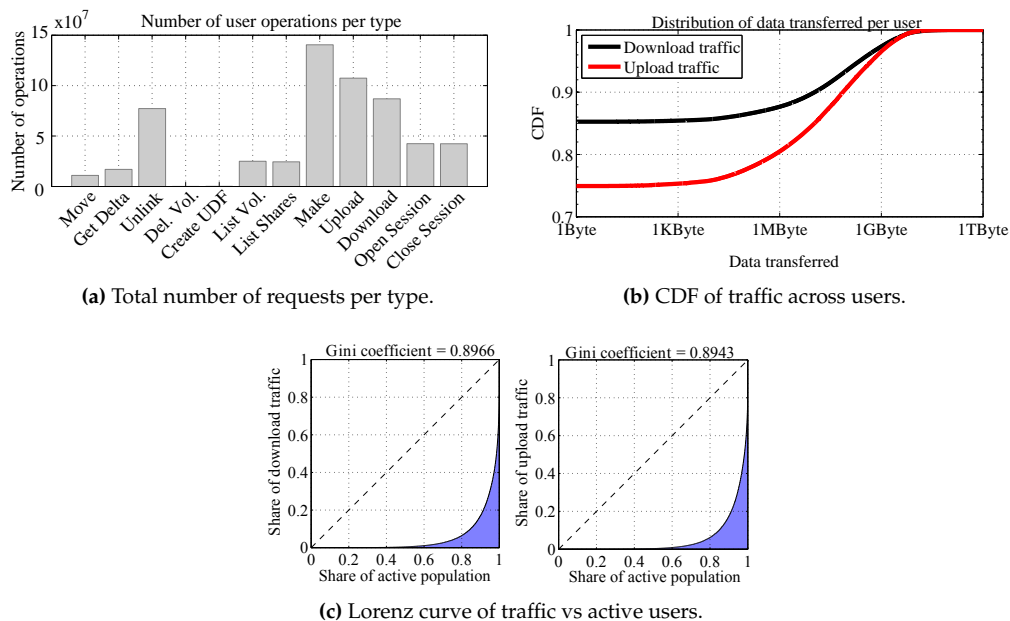 Number of user operations per type
x 10^7
15
10
5
0
Number of operations
Move
Get Delta
Unlink
Del. Vol.
Create UDF
List Vol.
List Shares
Make
Upload
Download
Open Session
Close Session
(a) Total number of requests per type.
Distribution of data transferred per user
Download traffic
Upload traffic
1
0.9
0.8
0.7
CDF
1Byte 1KByte 1MByte 1GByte 1TByte
Data transferred
(b) CDF of traffic across users.
Gini coefficient = 0.8966
1
0.8
0.6
0.4
0.2
0
Share of download traffic
0 0.2 0.4 0.6 0.8 1
Share of active population
Gini coefficient = 0.8943
1
0.8
0.6
0.4
0.2
0
Share of upload traffic
0 0.2 0.4 0.6 0.8 1
Share of active population
(c) Lorenz curve of traffic vs active users.